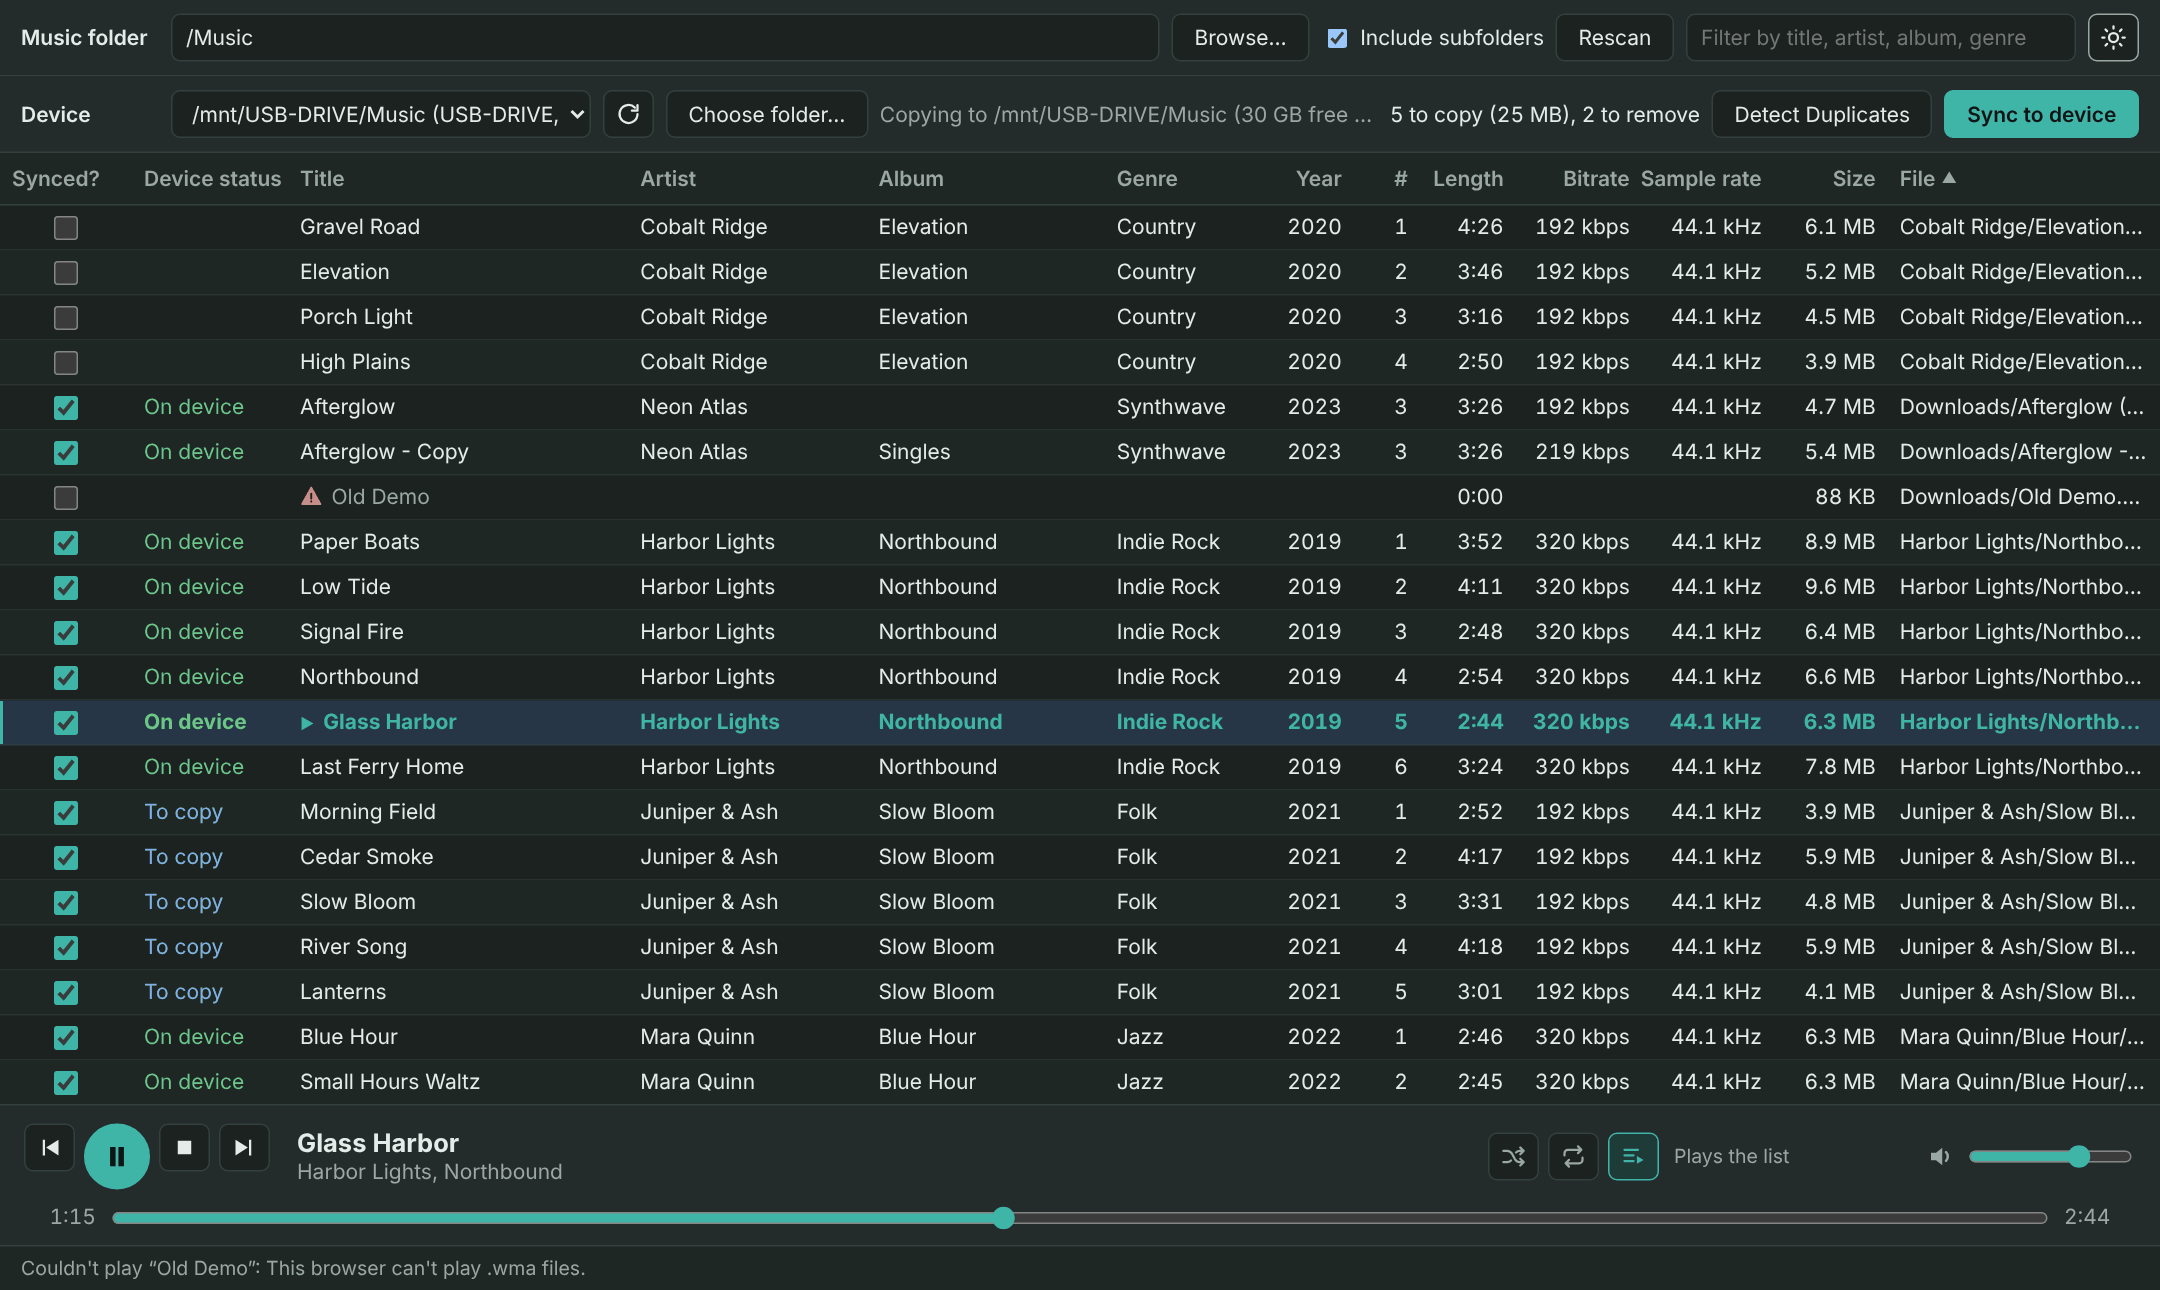 Music folder /Music Browse... Include subfolders Rescan Filter by title, artist, album, genre
Device /mnt/USB-DRIVE/Music (USB-DRIVE, Choose folder... Copying to /mnt/USB-DRIVE/Music (30 GB free ... 5 to copy (25 MB), 2 to remove Detect Duplicates Sync to device
Synced? Device status Title Artist Album Genre Year # Length Bitrate Sample rate Size File ▲
Gravel Road Cobalt Ridge Elevation Country 2020 1 4:26 192 kbps 44.1 kHz 6.1 MB Cobalt Ridge/Elevation...
Elevation Cobalt Ridge Elevation Country 2020 2 3:46 192 kbps 44.1 kHz 5.2 MB Cobalt Ridge/Elevation...
Porch Light Cobalt Ridge Elevation Country 2020 3 3:16 192 kbps 44.1 kHz 4.5 MB Cobalt Ridge/Elevation...
High Plains Cobalt Ridge Elevation Country 2020 4 2:50 192 kbps 44.1 kHz 3.9 MB Cobalt Ridge/Elevation...
On device Afterglow Neon Atlas Synthwave 2023 3 3:26 192 kbps 44.1 kHz 4.7 MB Downloads/Afterglow (...
On device Afterglow - Copy Neon Atlas Singles Synthwave 2023 3 3:26 219 kbps 44.1 kHz 5.4 MB Downloads/Afterglow -...
Old Demo 0:00 88 KB Downloads/Old Demo....
On device Paper Boats Harbor Lights Northbound Indie Rock 2019 1 3:52 320 kbps 44.1 kHz 8.9 MB Harbor Lights/Northbo...
On device Low Tide Harbor Lights Northbound Indie Rock 2019 2 4:11 320 kbps 44.1 kHz 9.6 MB Harbor Lights/Northbo...
On device Signal Fire Harbor Lights Northbound Indie Rock 2019 3 2:48 320 kbps 44.1 kHz 6.4 MB Harbor Lights/Northbo...
On device Northbound Harbor Lights Northbound Indie Rock 2019 4 2:54 320 kbps 44.1 kHz 6.6 MB Harbor Lights/Northbo...
On device ▶ Glass Harbor Harbor Lights Northbound Indie Rock 2019 5 2:44 320 kbps 44.1 kHz 6.3 MB Harbor Lights/Northb...
On device Last Ferry Home Harbor Lights Northbound Indie Rock 2019 6 3:24 320 kbps 44.1 kHz 7.8 MB Harbor Lights/Northbo...
To copy Morning Field Juniper & Ash Slow Bloom Folk 2021 1 2:52 192 kbps 44.1 kHz 3.9 MB Juniper & Ash/Slow Bl...
To copy Cedar Smoke Juniper & Ash Slow Bloom Folk 2021 2 4:17 192 kbps 44.1 kHz 5.9 MB Juniper & Ash/Slow Bl...
To copy Slow Bloom Juniper & Ash Slow Bloom Folk 2021 3 3:31 192 kbps 44.1 kHz 4.8 MB Juniper & Ash/Slow Bl...
To copy River Song Juniper & Ash Slow Bloom Folk 2021 4 4:18 192 kbps 44.1 kHz 5.9 MB Juniper & Ash/Slow Bl...
To copy Lanterns Juniper & Ash Slow Bloom Folk 2021 5 3:01 192 kbps 44.1 kHz 4.1 MB Juniper & Ash/Slow Bl...
On device Blue Hour Mara Quinn Blue Hour Jazz 2022 1 2:46 320 kbps 44.1 kHz 6.3 MB Mara Quinn/Blue Hour/...
On device Small Hours Waltz Mara Quinn Blue Hour Jazz 2022 2 2:45 320 kbps 44.1 kHz 6.3 MB Mara Quinn/Blue Hour/...
Glass Harbor
Harbor Lights, Northbound
Plays the list
1:15 2:44
Couldn't play “Old Demo”: This browser can't play .wma files.